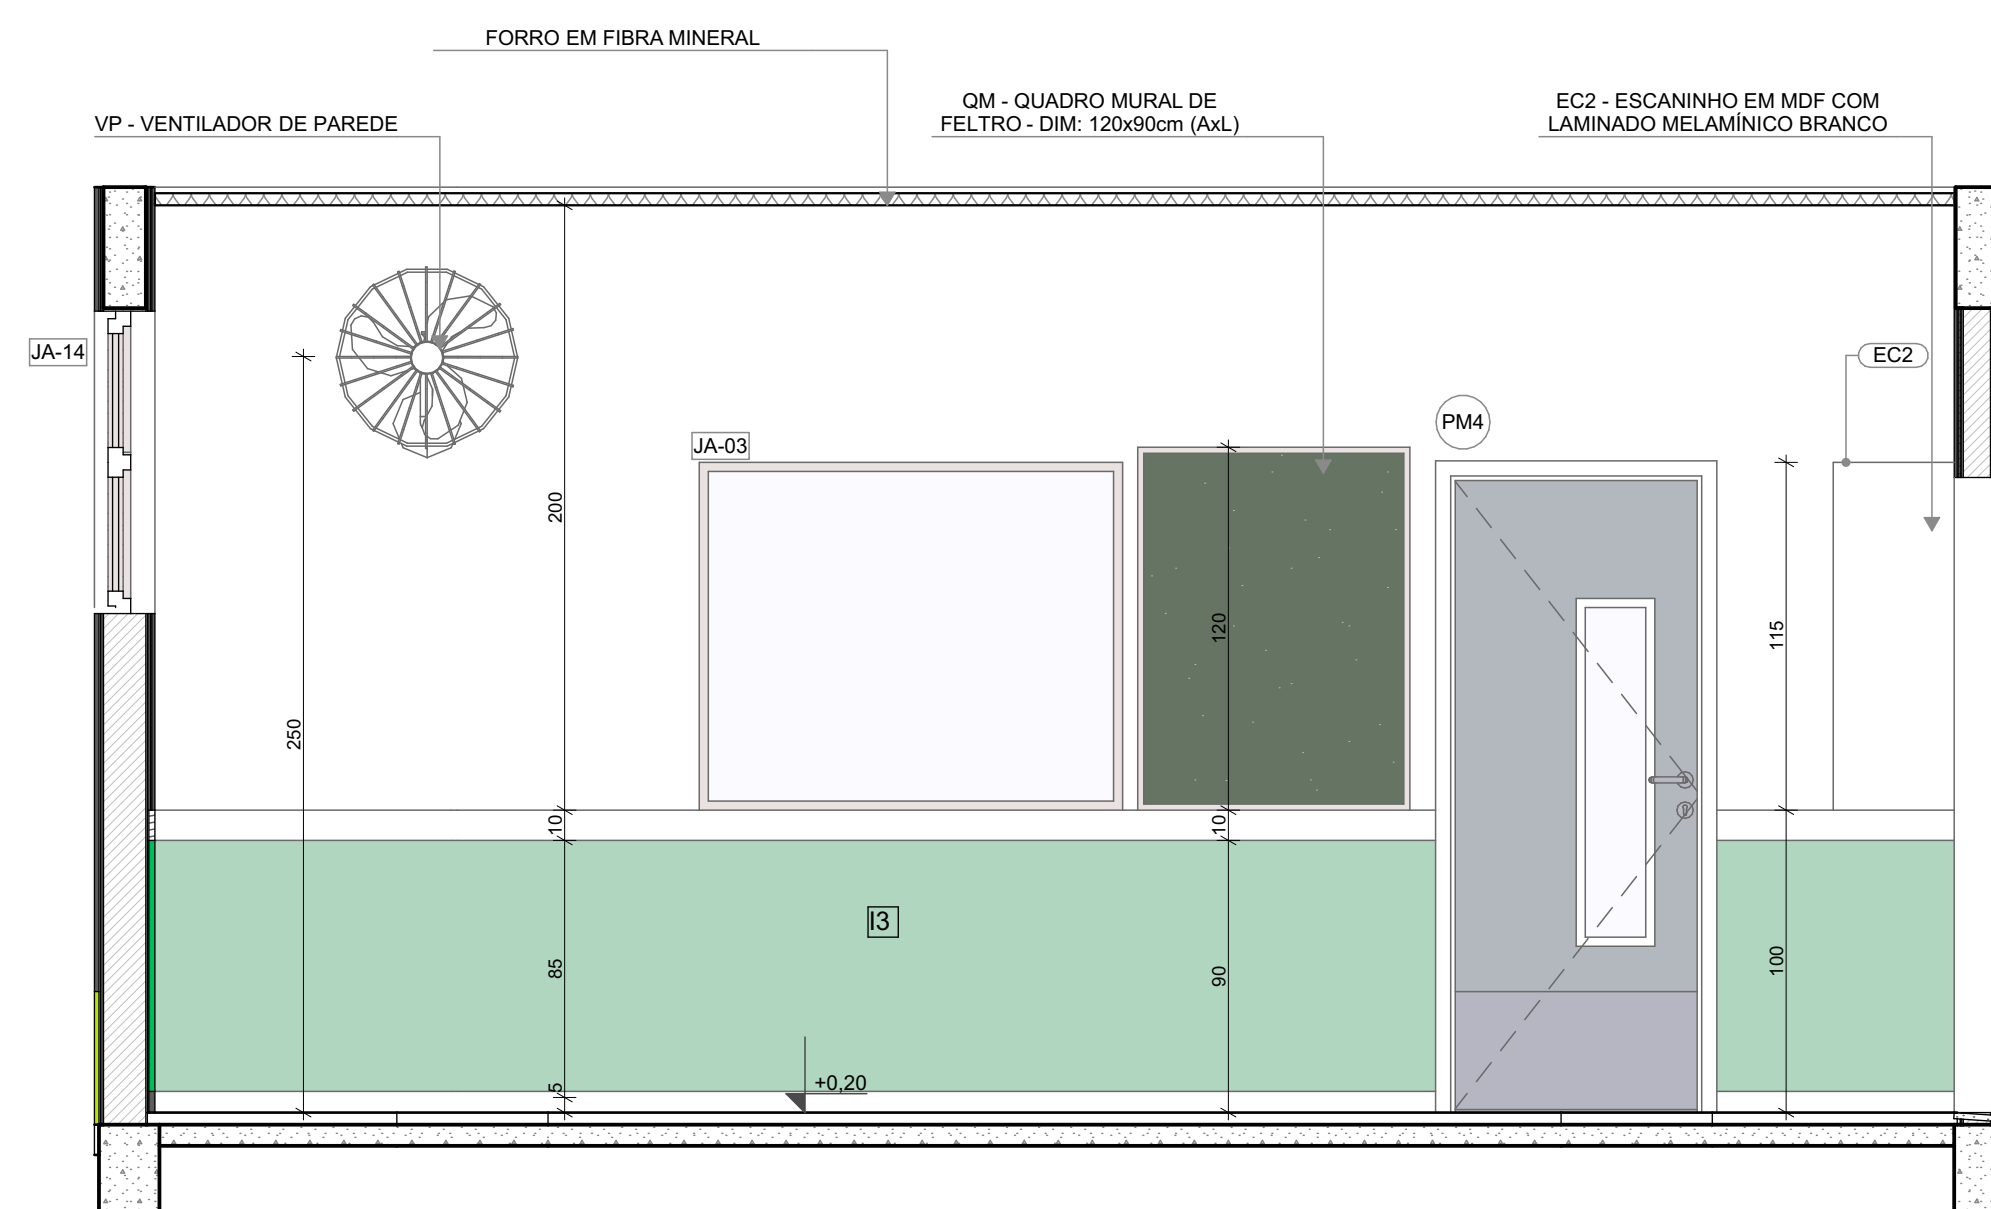 FORRO EM FIBRA MINERAL
VP - VENTILADOR DE PAREDE
QM - QUADRO MURAL DE
FELTRO - DIM: 120x90cm (AxL)
EC2 - ESCANINHO EM MDF COM
LAMINADO MELAMÍNICO BRANCO
JA-14
EC2
PM4
JA-03
200
120
115
250
10
10
I3
85
90
100
5
+0,20